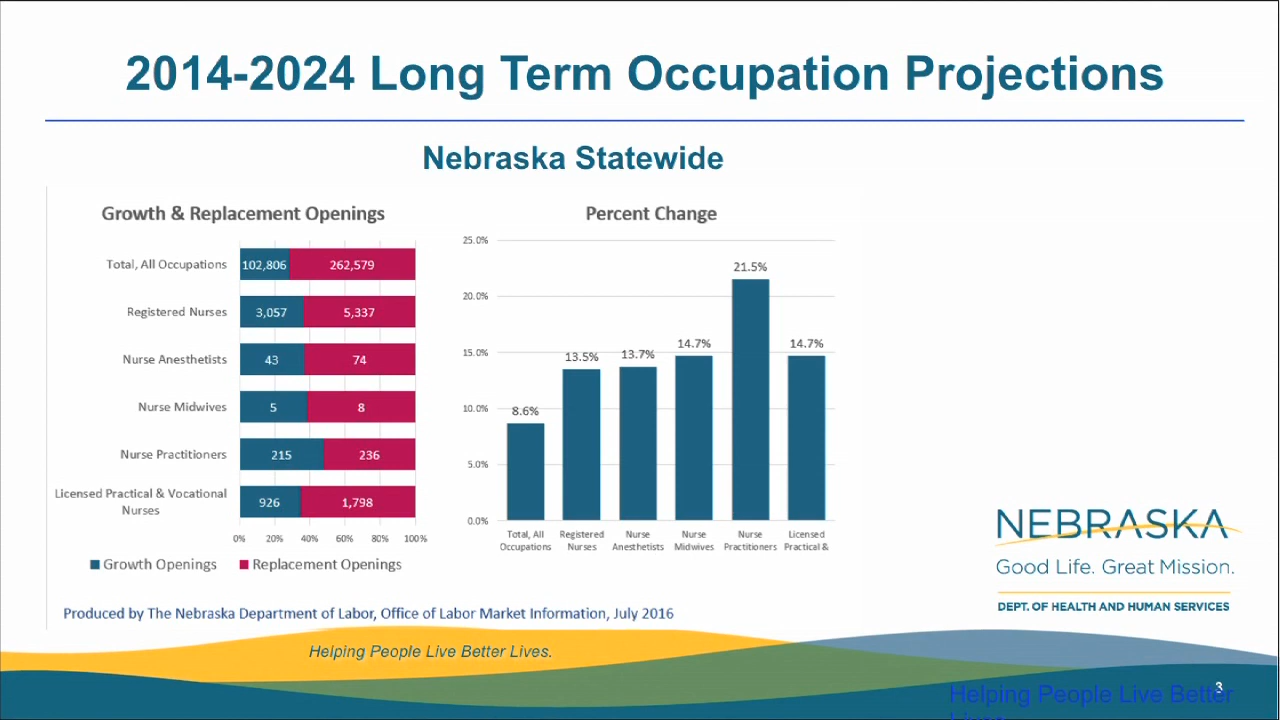 2014-2024 Long Term Occupation Projections
Nebraska Statewide
Growth & Replacement Openings
Total, All Occupations
102,806
262,579
Registered Nurses
3,057
5,337
Nurse Anesthetists
43
74
Nurse Midwives
5
8
Nurse Practitioners
215
236
Licensed Practical & Vocational
Nurses
926
1,798
0%
20%
40%
60%
80%
100%
Growth Openings
Replacement Openings
Percent Change
25.0%
20.0%
15.0%
10.0%
5.0%
0.0%
8.6%
13.5%
13.7%
14.7%
21.5%
14.7%
Total, All
Occupations
Registered
Nurses
Nurse
Anesthetists
Nurse
Midwives
Nurse
Practitioners
Licensed
Practical &
Produced by The Nebraska Department of Labor, Office of Labor Market Information, July 2016
NEBRASKA
Good Life. Great Mission.
DEPT. OF HEALTH AND HUMAN SERVICES
Helping People Live Better Lives.
3
Helping People Live Better